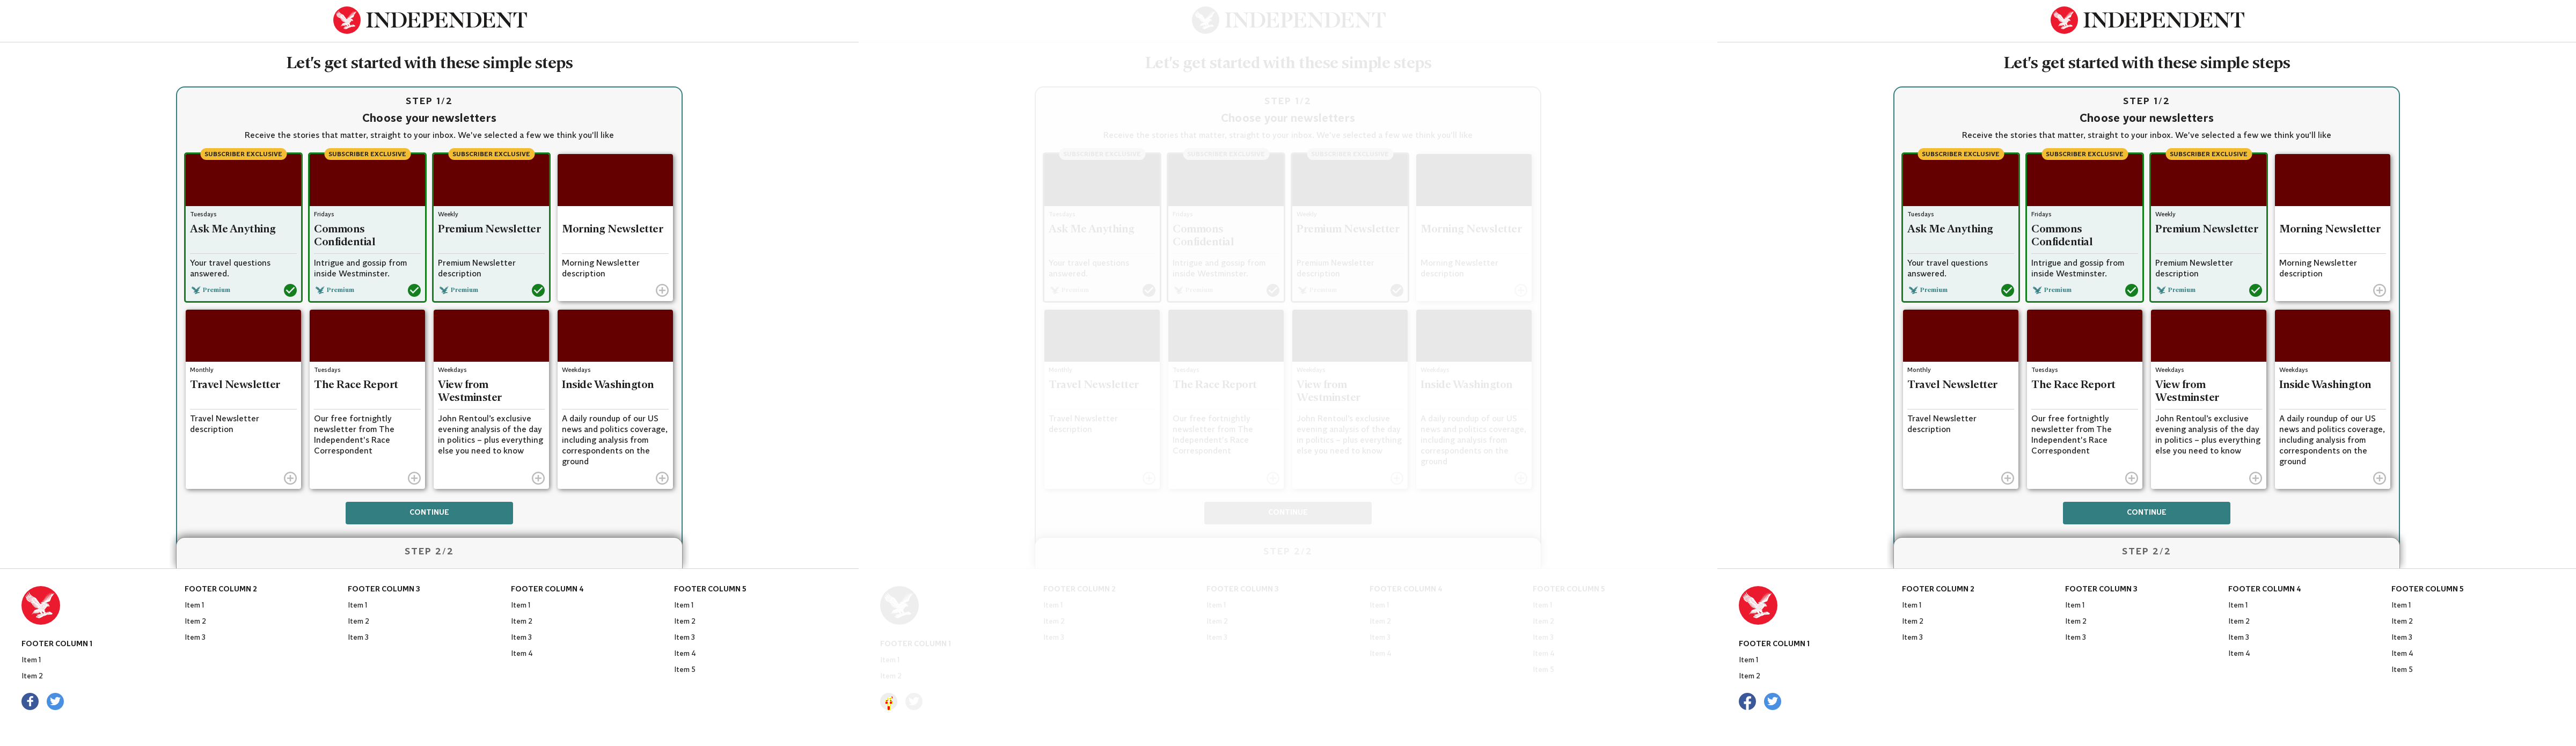 INDEPENDENT
Let's get started with these simple steps
STEP 1/2
Choose your newsletters
Receive the stories that matter, straight to your inbox. We've selected a few we think you'll like
SUBSCRIBER EXCLUSIVE
SUBSCRIBER EXCLUSIVE
SUBSCRIBER EXCLUSIVE
Tuesdays
Ask Me Anything
Your travel questions
answered.
Premium
Fridays
Commons
Confidential
Intrigue and gossip from
inside Westminster.
Premium
Weekly
Premium Newsletter
Premium Newsletter
description
Premium
Morning Newsletter
Morning Newsletter
description
Monthly
Travel Newsletter
Travel Newsletter
description
Tuesdays
The Race Report
Our free fortnightly
newsletter from The
Independent's Race
Correspondent
Weekdays
View from
Westminster
John Rentoul's exclusive
evening analysis of the day
in politics – plus everything
else you need to know
Weekdays
Inside Washington
A daily roundup of our US
news and politics coverage,
including analysis from
correspondents on the
ground
CONTINUE
STEP 2/2
FOOTER COLUMN 1
Item 1
Item 2
FOOTER COLUMN 2
Item 1
Item 2
Item 3
FOOTER COLUMN 3
Item 1
Item 2
Item 3
FOOTER COLUMN 4
Item 1
Item 2
Item 3
Item 4
FOOTER COLUMN 5
Item 1
Item 2
Item 3
Item 4
Item 5
INDEPENDENT
Let's get started with these simple steps
STEP 1/2
Choose your newsletters
Receive the stories that matter, straight to your inbox. We've selected a few we think you'll like
SUBSCRIBER EXCLUSIVE
SUBSCRIBER EXCLUSIVE
SUBSCRIBER EXCLUSIVE
Tuesdays
Ask Me Anything
Your travel questions
answered.
Premium
Fridays
Commons
Confidential
Intrigue and gossip from
inside Westminster.
Premium
Weekly
Premium Newsletter
Premium Newsletter
description
Premium
Morning Newsletter
Morning Newsletter
description
Monthly
Travel Newsletter
Travel Newsletter
description
Tuesdays
The Race Report
Our free fortnightly
newsletter from The
Independent's Race
Correspondent
Weekdays
View from
Westminster
John Rentoul's exclusive
evening analysis of the day
in politics – plus everything
else you need to know
Weekdays
Inside Washington
A daily roundup of our US
news and politics coverage,
including analysis from
correspondents on the
ground
CONTINUE
STEP 2/2
FOOTER COLUMN 1
Item 1
Item 2
FOOTER COLUMN 2
Item 1
Item 2
Item 3
FOOTER COLUMN 3
Item 1
Item 2
Item 3
FOOTER COLUMN 4
Item 1
Item 2
Item 3
Item 4
FOOTER COLUMN 5
Item 1
Item 2
Item 3
Item 4
Item 5
INDEPENDENT
Let's get started with these simple steps
STEP 1/2
Choose your newsletters
Receive the stories that matter, straight to your inbox. We've selected a few we think you'll like
SUBSCRIBER EXCLUSIVE
SUBSCRIBER EXCLUSIVE
SUBSCRIBER EXCLUSIVE
Tuesdays
Ask Me Anything
Your travel questions
answered.
Premium
Fridays
Commons
Confidential
Intrigue and gossip from
inside Westminster.
Premium
Weekly
Premium Newsletter
Premium Newsletter
description
Premium
Morning Newsletter
Morning Newsletter
description
Monthly
Travel Newsletter
Travel Newsletter
description
Tuesdays
The Race Report
Our free fortnightly
newsletter from The
Independent's Race
Correspondent
Weekdays
View from
Westminster
John Rentoul's exclusive
evening analysis of the day
in politics – plus everything
else you need to know
Weekdays
Inside Washington
A daily roundup of our US
news and politics coverage,
including analysis from
correspondents on the
ground
CONTINUE
STEP 2/2
FOOTER COLUMN 1
Item 1
Item 2
FOOTER COLUMN 2
Item 1
Item 2
Item 3
FOOTER COLUMN 3
Item 1
Item 2
Item 3
FOOTER COLUMN 4
Item 1
Item 2
Item 3
Item 4
FOOTER COLUMN 5
Item 1
Item 2
Item 3
Item 4
Item 5